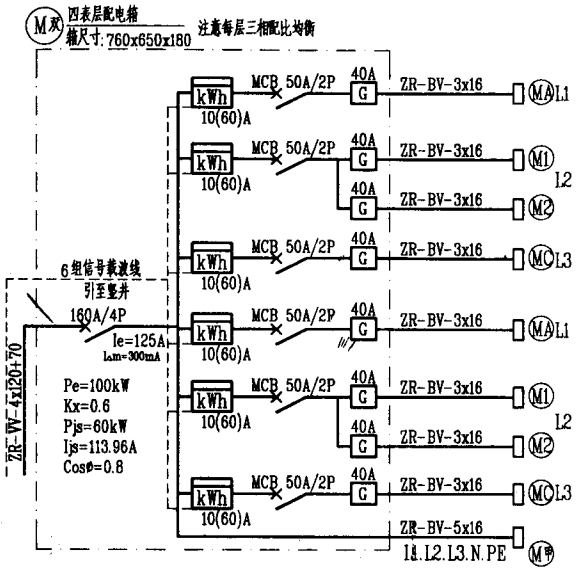 M双
四表层配电箱
箱尺寸:760x650x180
注意每层三相配比均衡
kWh
10(60)A
MCB 50A/2P
40A
G
ZR-BV-3x16
MA L1
kWh
10(60)A
MCB 50A/2P
40A
G
ZR-BV-3x16
M1
L2
40A
G
ZR-BV-3x16
M2
kWh
10(60)A
MCB 50A/2P
40A
G
ZR-BV-3x16
MC L3
6组信号载波线
引至竖井
160A/4P
Ie=125A
I△m=300mA
ZR-VV-4x120+70
Pe=100kW
Kx=0.6
Pjs=60kW
Ijs=113.96A
Cosø=0.8
kWh
10(60)A
MCB 50A/2P
40A
G
ZR-BV-3x16
MA L1
kWh
10(60)A
MCB 50A/2P
40A
G
ZR-BV-3x16
M1
L2
40A
G
ZR-BV-3x16
M2
kWh
10(60)A
MCB 50A/2P
40A
G
ZR-BV-3x16
MC L3
ZR-BV-5x16
L1.L2.L3.N.PE
M甲